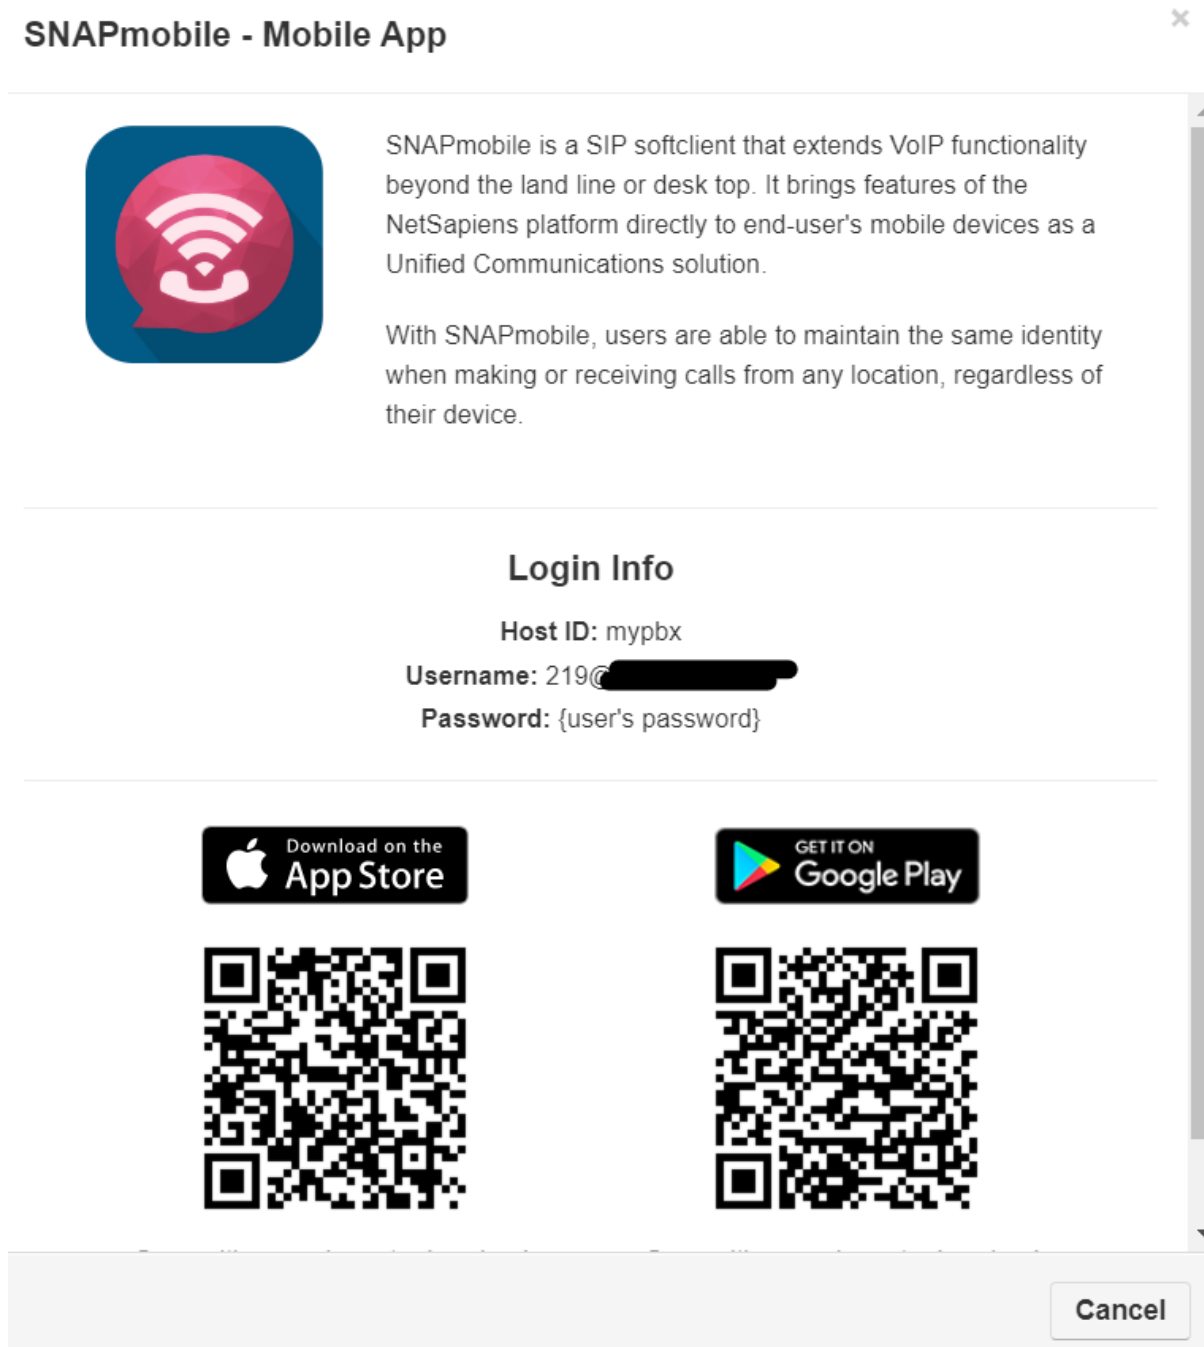 SNAPmobile - Mobile App
×
SNAPmobile is a SIP softclient that extends VoIP functionality
beyond the land line or desk top. It brings features of the
NetSapiens platform directly to end-user's mobile devices as a
Unified Communications solution.
With SNAPmobile, users are able to maintain the same identity
when making or receiving calls from any location, regardless of
their device.
Login Info
Host ID: mypbx
Username: 219@
Password: {user's password}
Download on the
App Store
GET IT ON
Google Play
Cancel